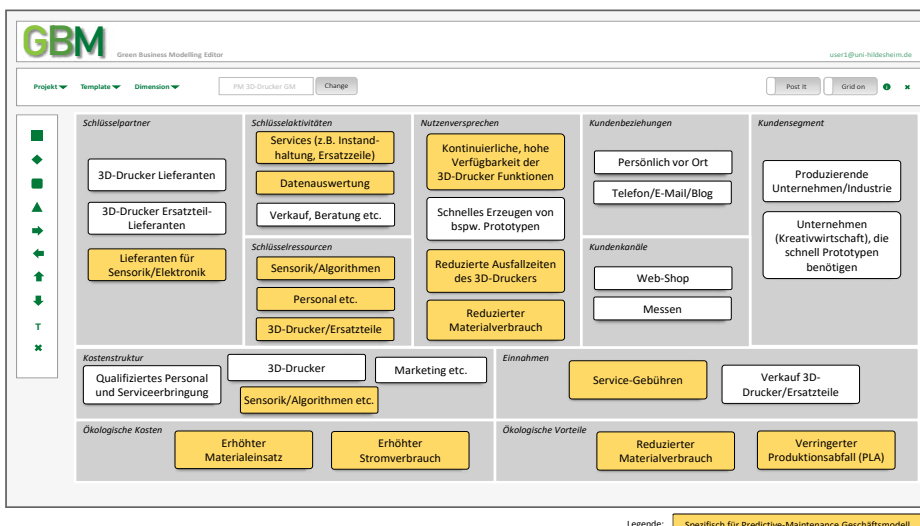 GBM
Green Business Modelling Editor
user1@uni-hildesheim.de
Projekt
Template
Dimension
PM 3D-Drucker GM
Change
Post It
Grid on
T
Schlüsselpartner
3D-Drucker Lieferanten
3D-Drucker Ersatzteil-
Lieferanten
Lieferanten für
Sensorik/Elektronik
Schlüsselaktivitäten
Services (z.B. Instand-
haltung, Ersatzzeile)
Datenauswertung
Verkauf, Beratung etc.
Schlüsselressourcen
Sensorik/Algorithmen
Personal etc.
3D-Drucker/Ersatzteile
Nutzenversprechen
Kontinuierliche, hohe
Verfügbarkeit der
3D-Drucker Funktionen
Schnelles Erzeugen von
bspw. Prototypen
Reduzierte Ausfallzeiten
des 3D-Druckers
Reduzierter
Materialverbrauch
Kundenbeziehungen
Persönlich vor Ort
Telefon/E-Mail/Blog
Kundenkanäle
Web-Shop
Messen
Kundensegment
Produzierende
Unternehmen/Industrie
Unternehmen
(Kreativwirtschaft), die
schnell Prototypen
benötigen
Kostenstruktur
Qualifiziertes Personal
und Serviceerbringung
3D-Drucker
Marketing etc.
Sensorik/Algorithmen etc.
Einnahmen
Service-Gebühren
Verkauf 3D-
Drucker/Ersatzteile
Ökologische Kosten
Erhöhter
Materialeinsatz
Erhöhter
Stromverbrauch
Ökologische Vorteile
Reduzierter
Materialverbrauch
Verringerter
Produktionsabfall (PLA)
Legende:
Spezifisch für Predictive-Maintenance Geschäftsmodell